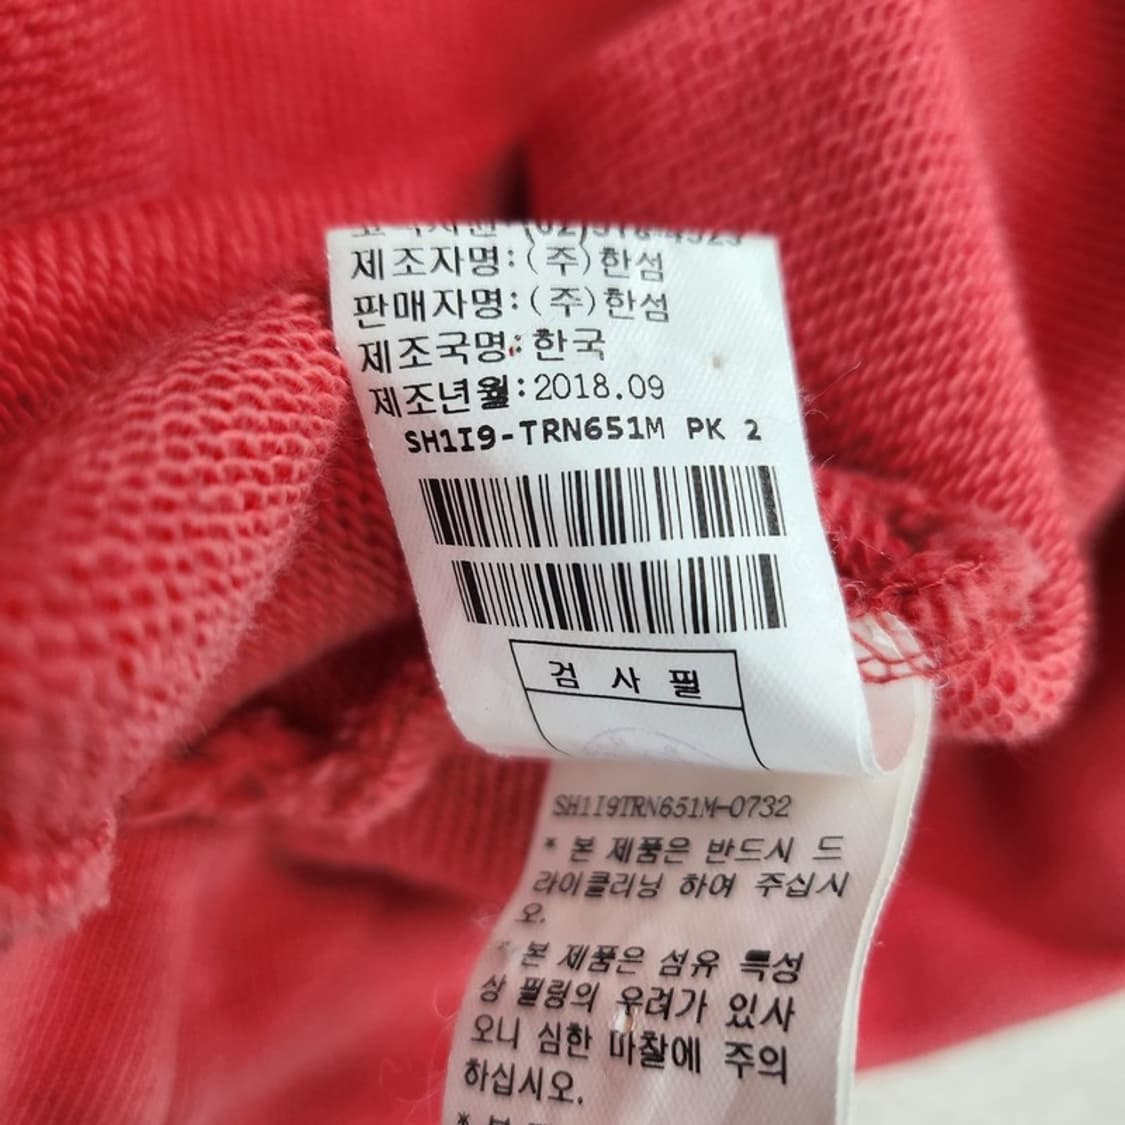 제조자명:(주)한섬
판매자명:(주)한섬
제조국명:한국
제조년월:2018.09
SH1I9-TRN651M PK 2
검 사 필
SH1I9TRN651M-0732
* 본 제품은 반드시 드
라이클리닝 하여 주십시
오.
* 본 제품은 섬유 특성
상 필링의 우려가 있사
오니 심한 마찰에 주의
하십시오.
* 본